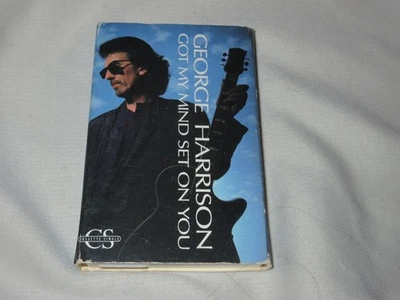 GEORGE HARRISON
GOT MY MIND SET ON YOU
CS
CASSETTE SINGLE